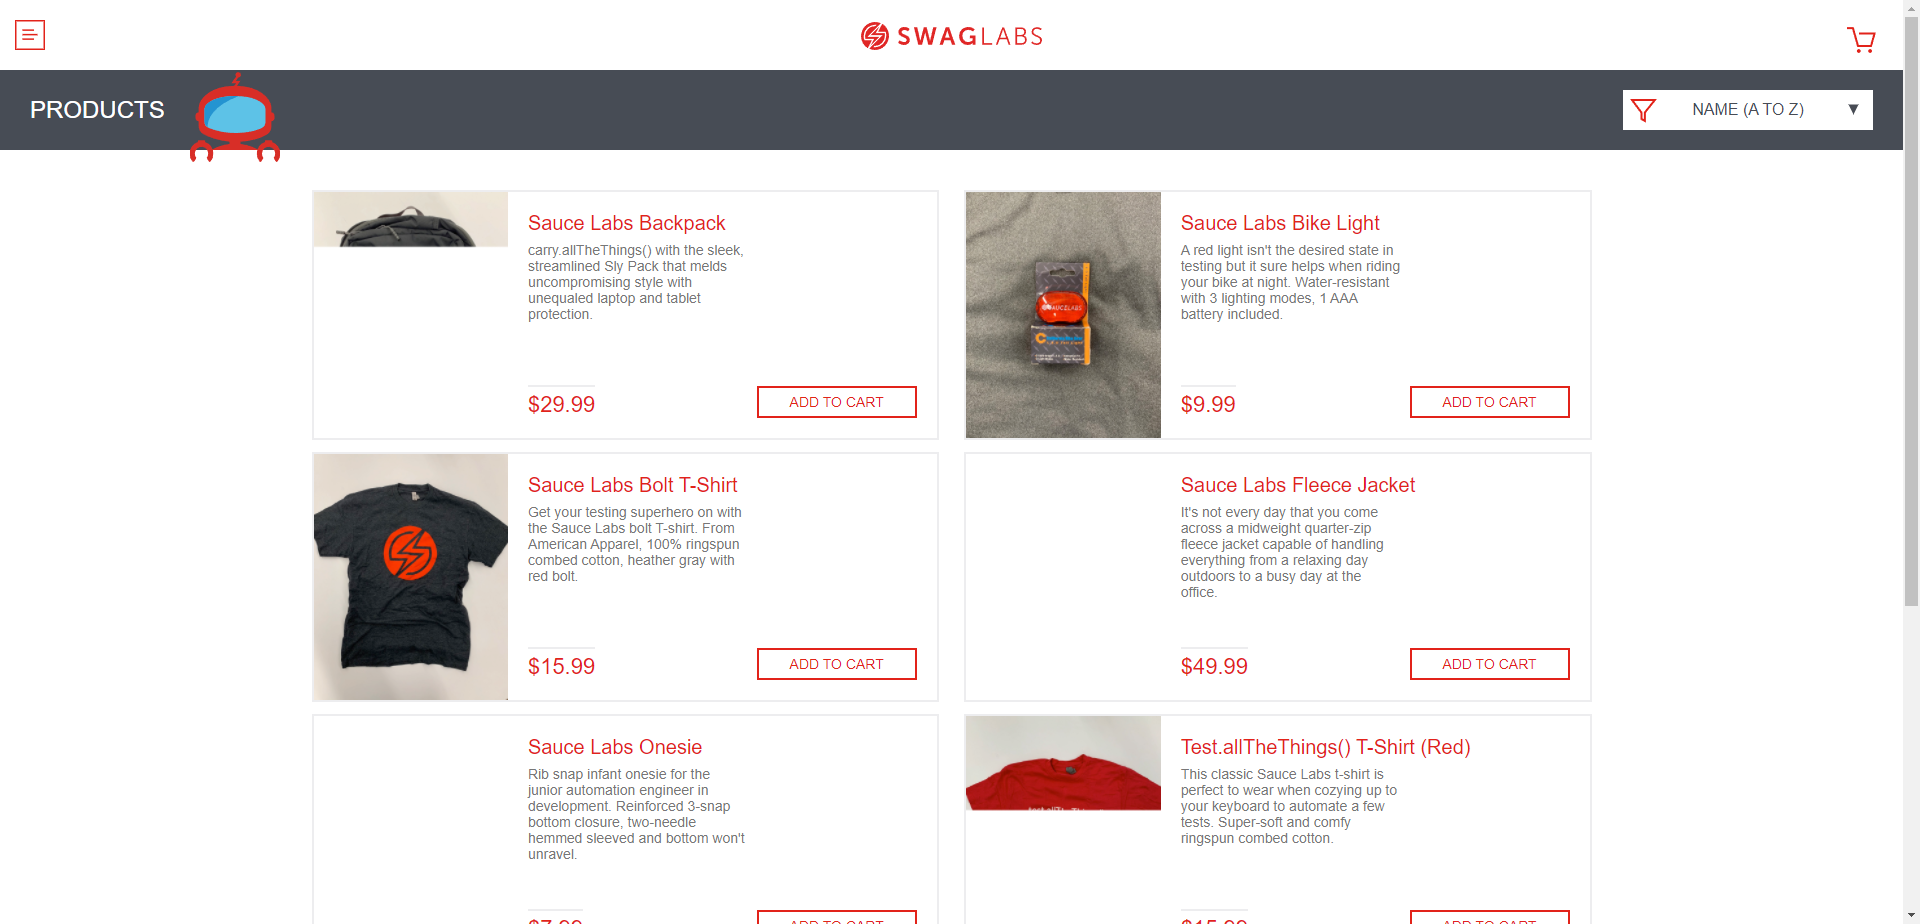 SWAGLABS
PRODUCTS
NAME (A TO Z) ▼
Sauce Labs Backpack
carry.allTheThings() with the sleek,
streamlined Sly Pack that melds
uncompromising style with
unequaled laptop and tablet
protection.
$29.99
ADD TO CART
Sauce Labs Bike Light
A red light isn't the desired state in
testing but it sure helps when riding
your bike at night. Water-resistant
with 3 lighting modes, 1 AAA
battery included.
$9.99
ADD TO CART
Sauce Labs Bolt T-Shirt
Get your testing superhero on with
the Sauce Labs bolt T-shirt. From
American Apparel, 100% ringspun
combed cotton, heather gray with
red bolt.
$15.99
ADD TO CART
Sauce Labs Fleece Jacket
It's not every day that you come
across a midweight quarter-zip
fleece jacket capable of handling
everything from a relaxing day
outdoors to a busy day at the
office.
$49.99
ADD TO CART
Sauce Labs Onesie
Rib snap infant onesie for the
junior automation engineer in
development. Reinforced 3-snap
bottom closure, two-needle
hemmed sleeved and bottom won't
unravel.
$7.99
ADD TO CART
Test.allTheThings() T-Shirt (Red)
This classic Sauce Labs t-shirt is
perfect to wear when cozying up to
your keyboard to automate a few
tests. Super-soft and comfy
ringspun combed cotton.
$15.99
ADD TO CART